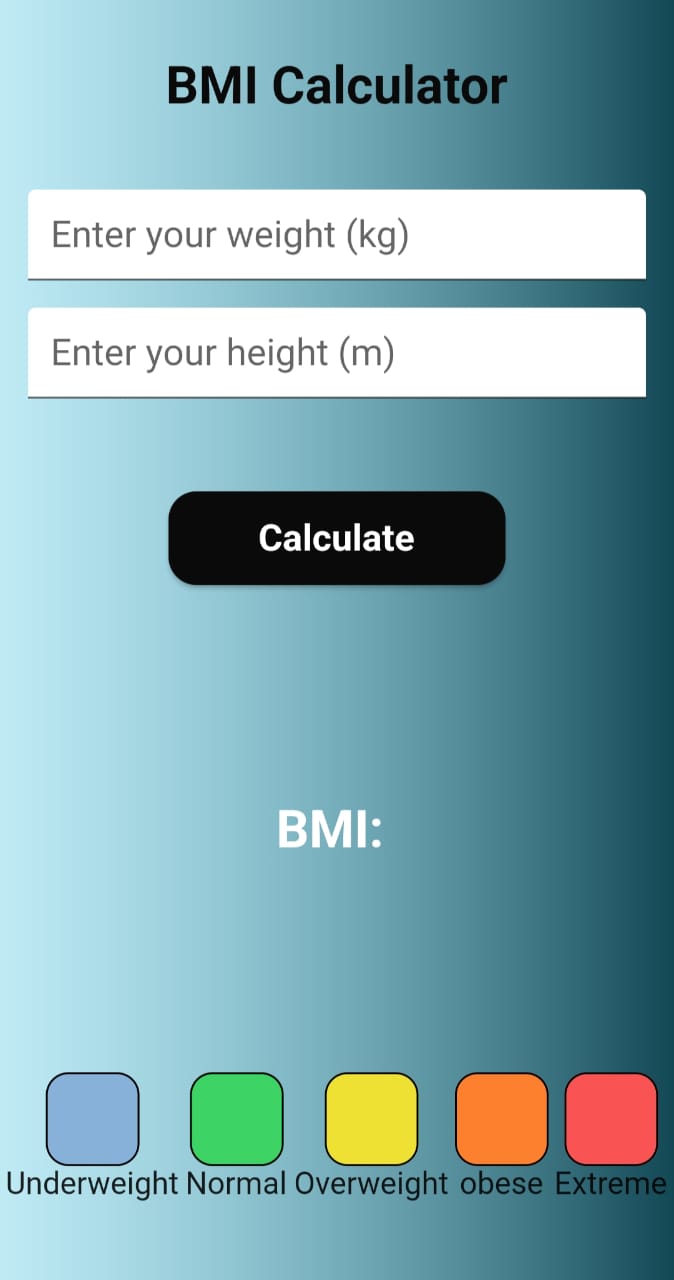 BMI Calculator
Enter your weight (kg)
Enter your height (m)
Calculate
BMI:
Underweight Normal Overweight obese Extreme